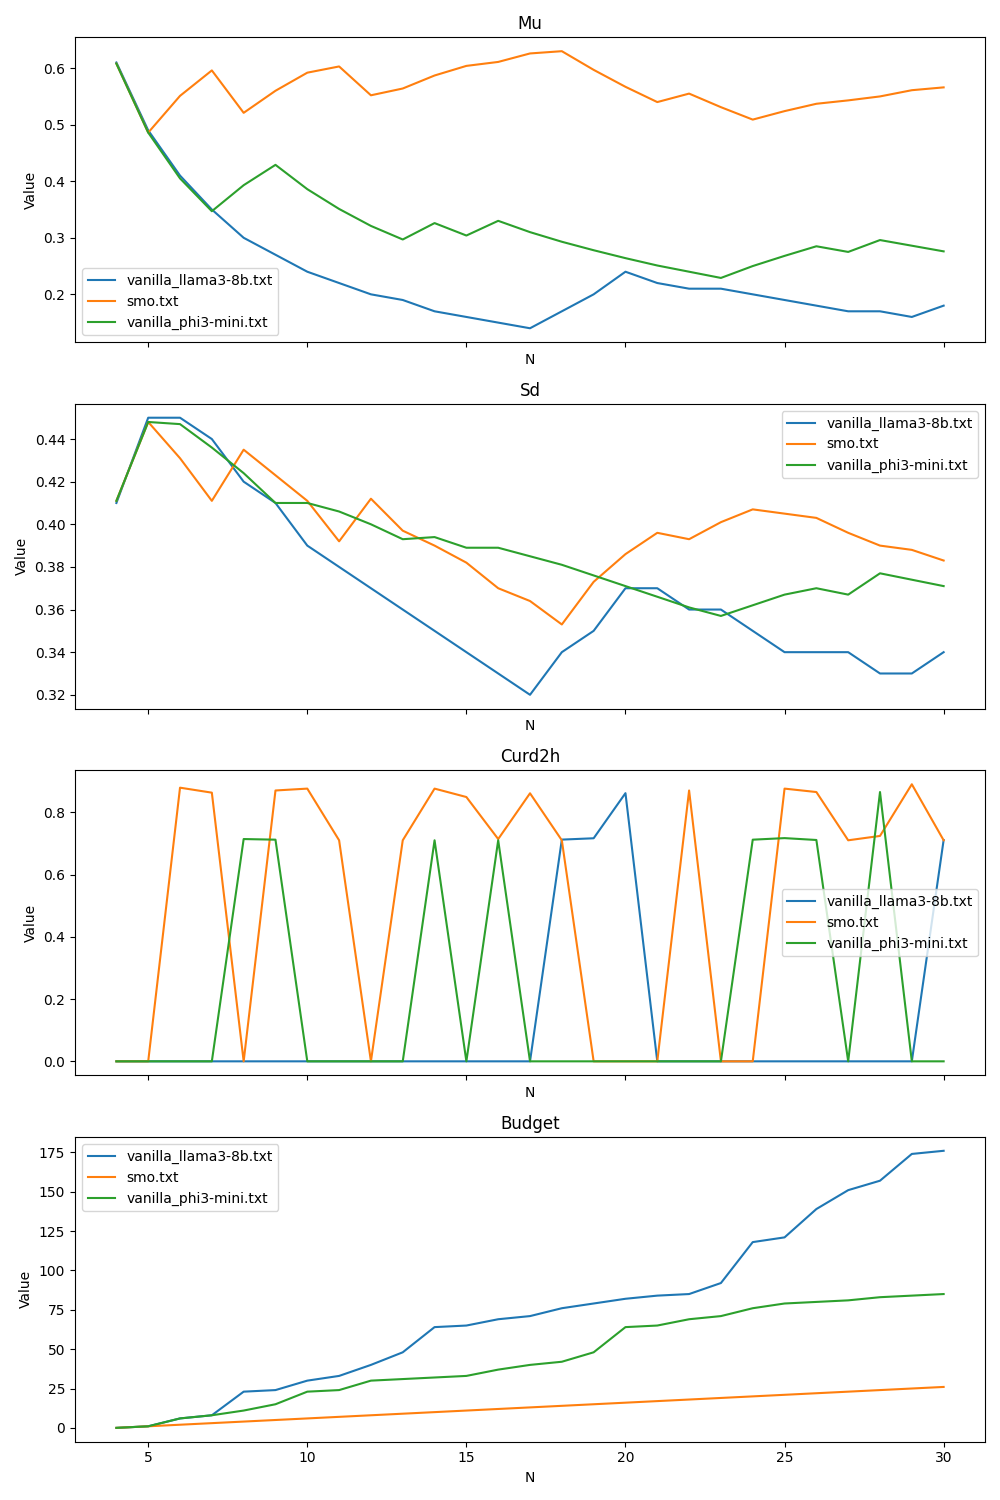 Mu
0.6
0.5
0.4
0.3
0.2
Value
vanilla_llama3-8b.txt
smo.txt
vanilla_phi3-mini.txt
N
Sd
0.44
0.42
0.40
0.38
0.36
0.34
0.32
Value
vanilla_llama3-8b.txt
smo.txt
vanilla_phi3-mini.txt
N
Curd2h
0.8
0.6
0.4
0.2
0.0
Value
vanilla_llama3-8b.txt
smo.txt
vanilla_phi3-mini.txt
N
Budget
175
150
125
100
75
50
25
0
Value
vanilla_llama3-8b.txt
smo.txt
vanilla_phi3-mini.txt
5 10 15 20 25 30
N